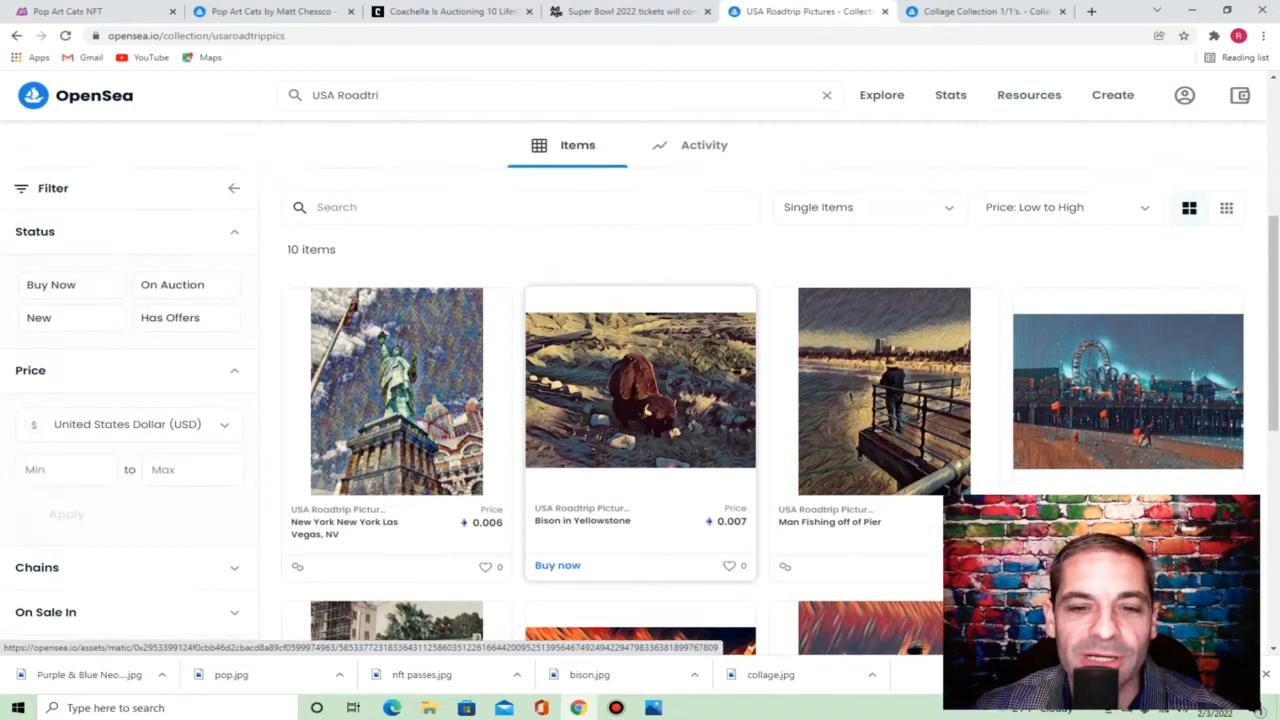 Pop Art Cats NFT
Pop Art Cats by Matt Chessco -
Coachella Is Auctioning 10 Lifet
Super Bowl 2022 tickets will co
USA Roadtrip Pictures - Collect
Collage Collection 1/1's. - Colle
opensea.io/collection/usaroadtrippics
R
Apps Gmail YouTube Maps Reading list
OpenSea
USA Roadtri
Explore Stats Resources Create
Items Activity
Filter
Search
Single Items
Price: Low to High
Status
10 items
Buy Now On Auction
New Has Offers
Price
$ United States Dollar (USD)
Min to Max
Apply
Chains
On Sale In
USA Roadtrip Pictur... Price
New York New York Las Vegas, NV 0.006
0
USA Roadtrip Pictur... Price
Bison in Yellowstone 0.007
Buy now 0
USA Roadtrip Pictur...
Man Fishing off of Pier
Purple & Blue Neo....jpg
pop.jpg
nft passes.jpg
bison.jpg
collage.jpg
Type here to search
2/3/2022